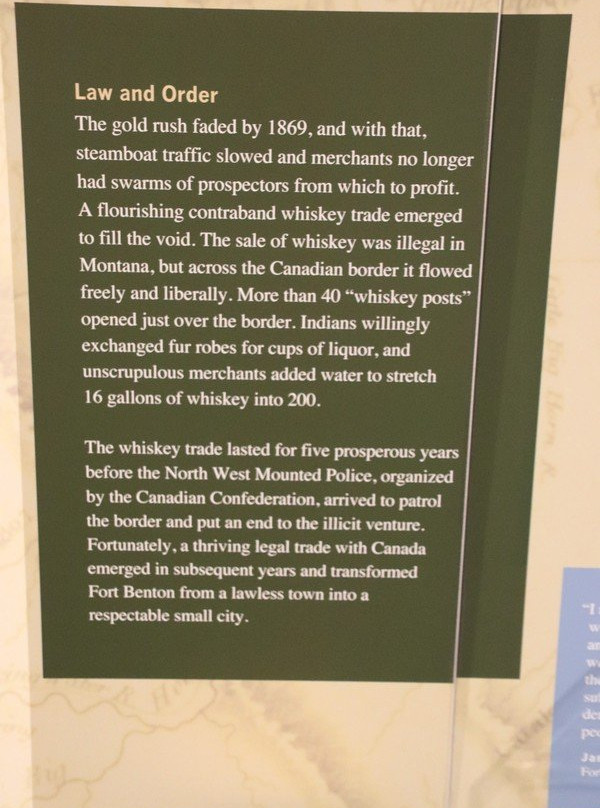 Law and Order
The gold rush faded by 1869, and with that,
steamboat traffic slowed and merchants no longer
had swarms of prospectors from which to profit.
A flourishing contraband whiskey trade emerged
to fill the void. The sale of whiskey was illegal in
Montana, but across the Canadian border it flowed
freely and liberally. More than 40 “whiskey posts”
opened just over the border. Indians willingly
exchanged fur robes for cups of liquor, and
unscrupulous merchants added water to stretch
16 gallons of whiskey into 200.
The whiskey trade lasted for five prosperous years
before the North West Mounted Police, organized
by the Canadian Confederation, arrived to patrol
the border and put an end to the illicit venture.
Fortunately, a thriving legal trade with Canada
emerged in subsequent years and transformed
Fort Benton from a lawless town into a
respectable small city.
“I